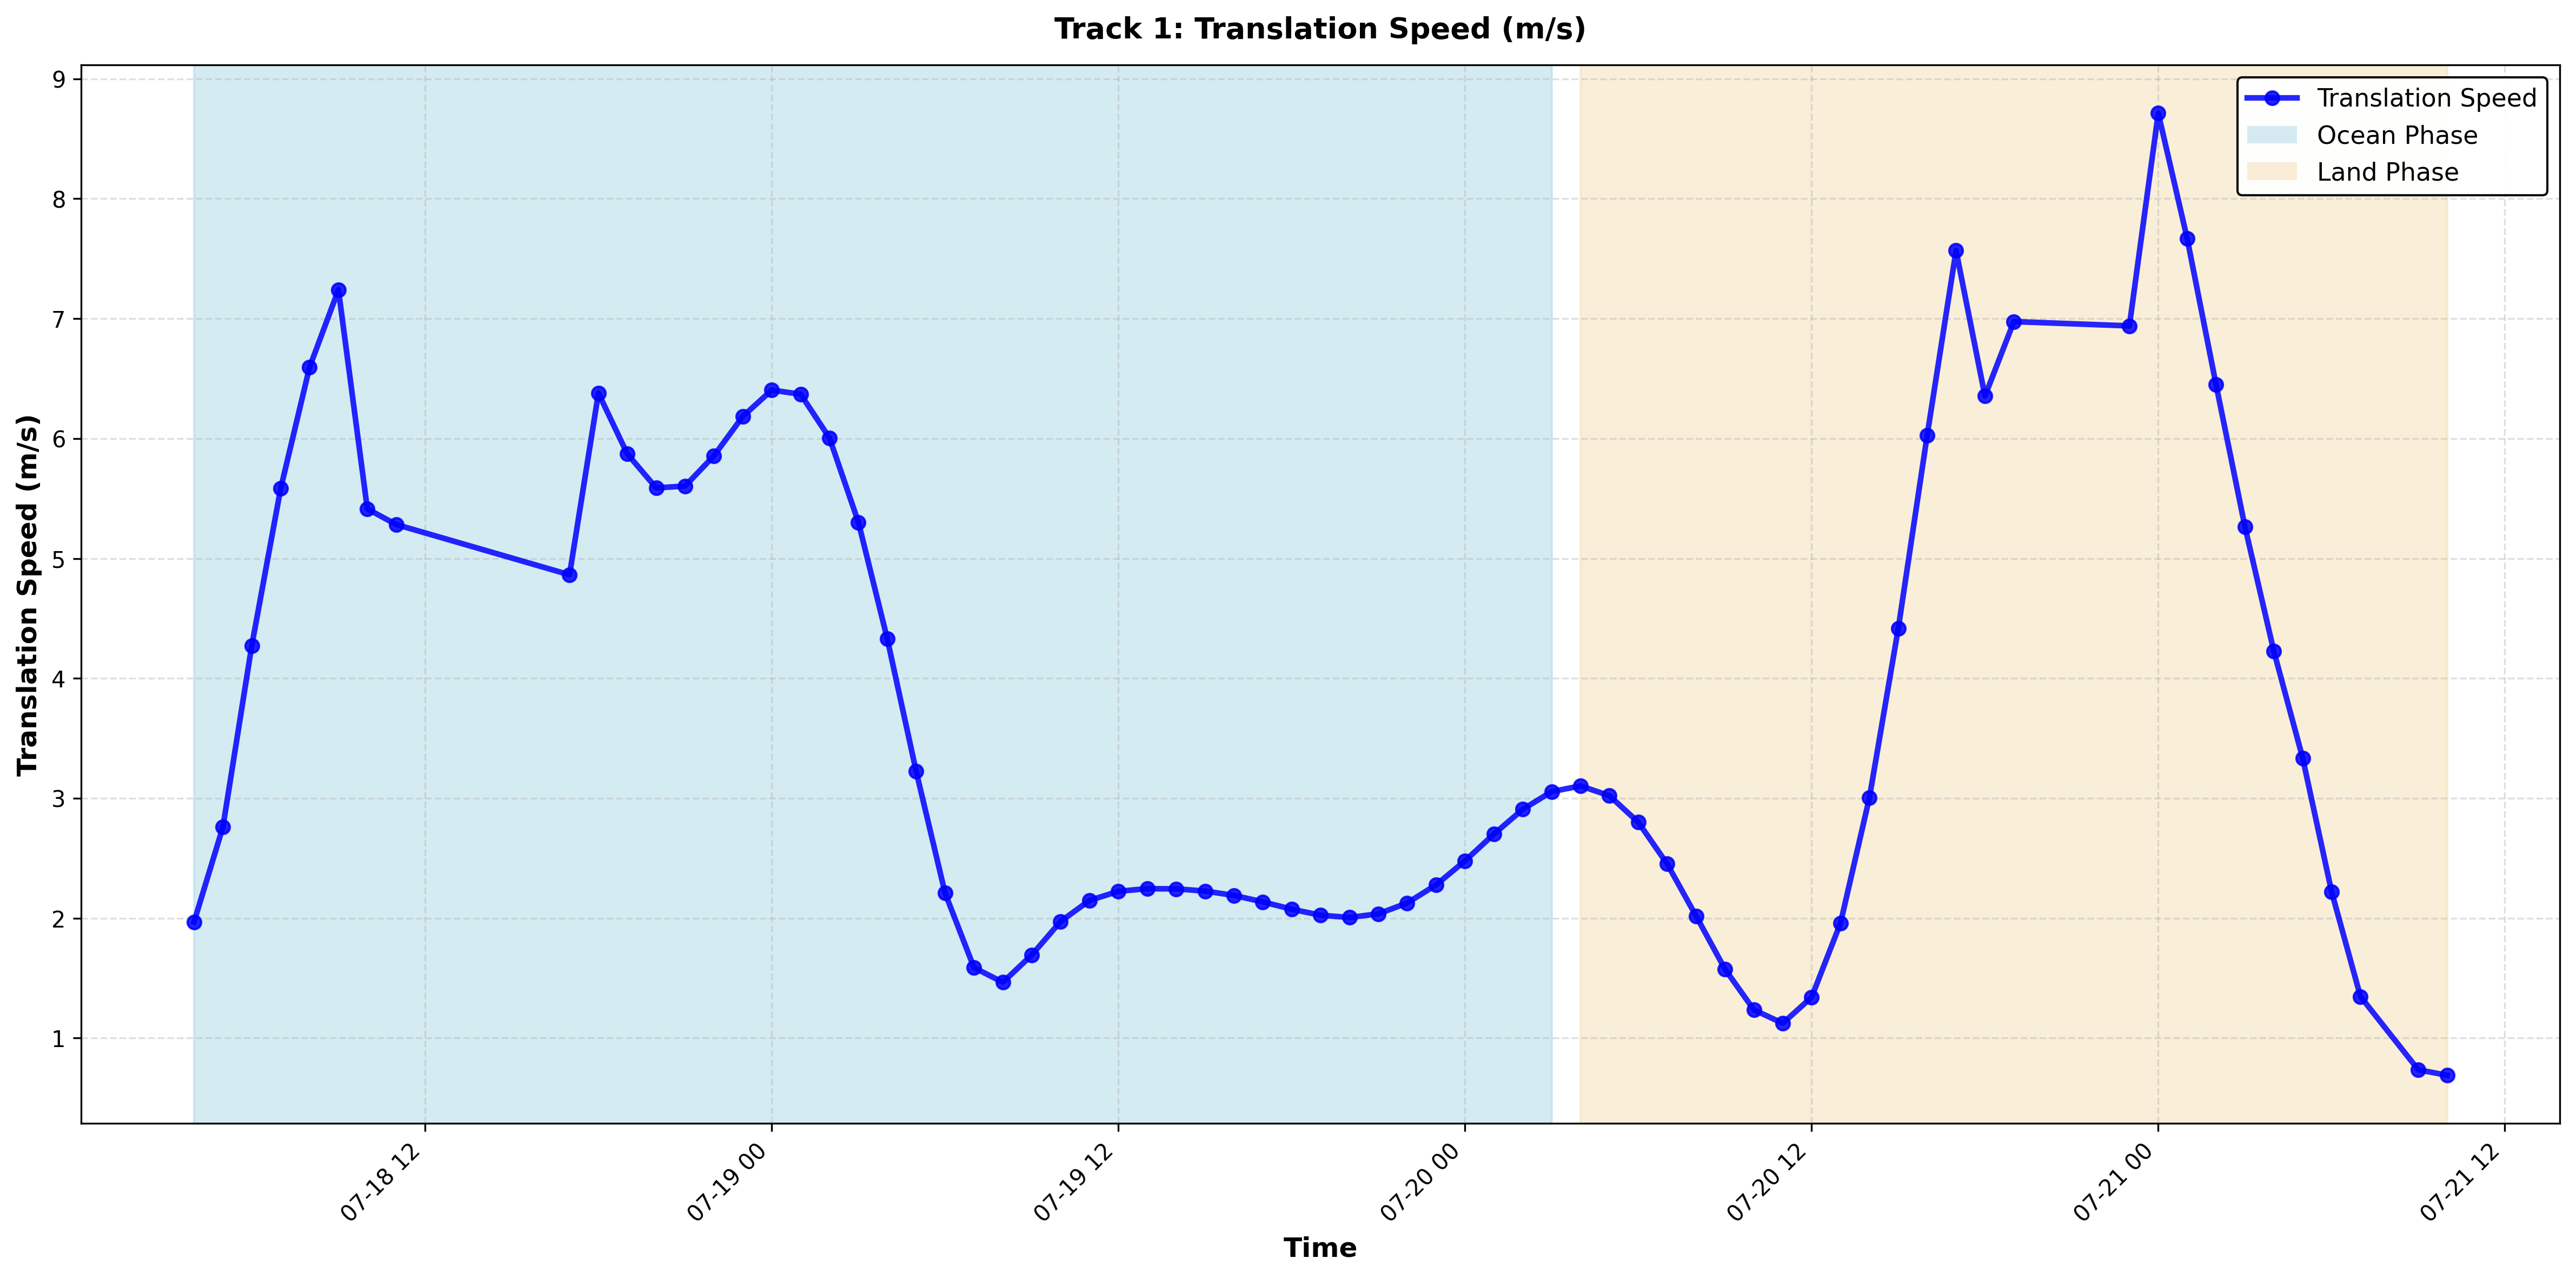 Track 1: Translation Speed (m/s)
Translation Speed
Ocean Phase
Land Phase
Translation Speed (m/s)
9
8
7
6
5
4
3
2
1
07-18 12
07-19 00
07-19 12
07-20 00
07-20 12
07-21 00
07-21 12
Time